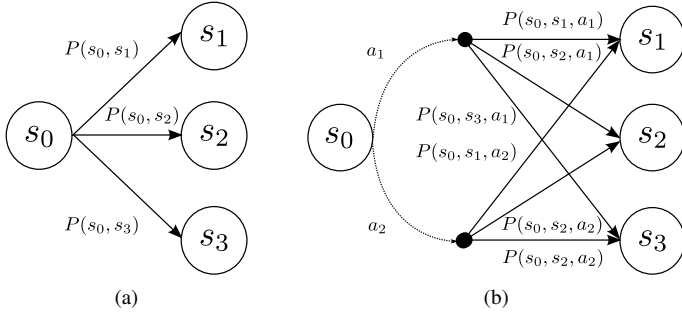 s₁
P(s₀, s₁)
s₀
P(s₀, s₂)
s₂
P(s₀, s₃)
s₃
(a)
P(s₀, s₁, a₁)
s₁
a₁
P(s₀, s₂, a₁)
s₀
P(s₀, s₃, a₁)
P(s₀, s₁, a₂)
s₂
a₂
P(s₀, s₂, a₂)
s₃
P(s₀, s₂, a₂)
(b)